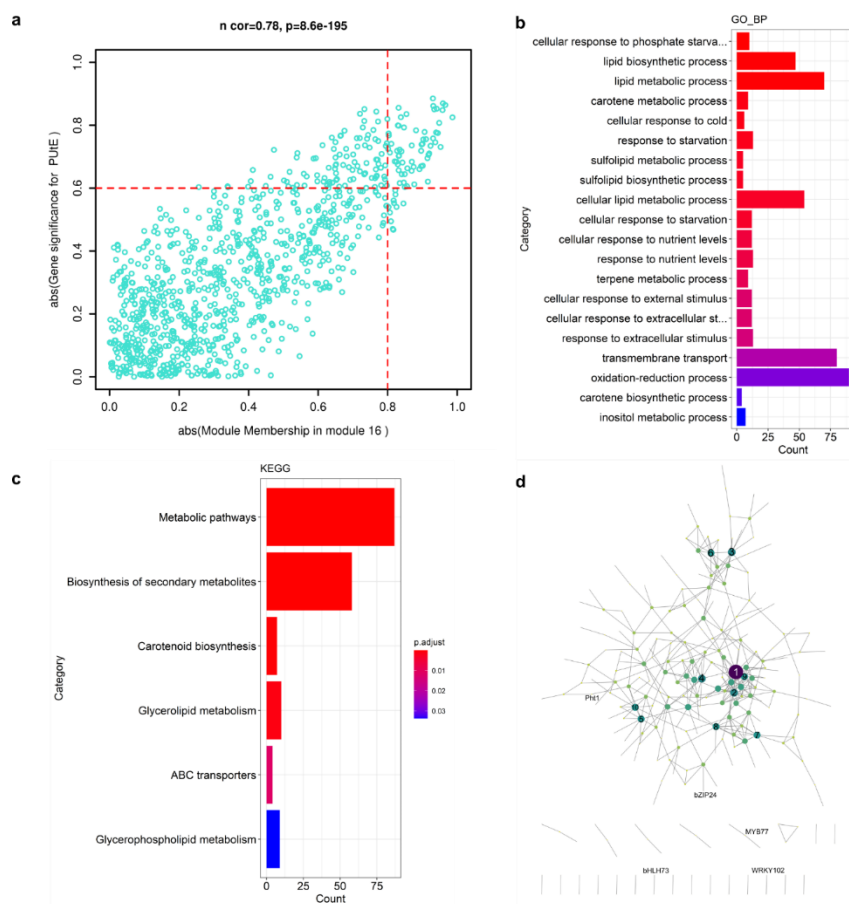 a
n cor=0.78, p=8.6e-195
abs(Gene significance for PUtE )
1.0
0.8
0.6
0.4
0.2
0.0
0.0 0.2 0.4 0.6 0.8 1.0
abs(Module Membership in module 16 )
b
GO_BP
Category
cellular response to phosphate starva...
lipid biosynthetic process
lipid metabolic process
carotene metabolic process
cellular response to cold
response to starvation
sulfolipid metabolic process
sulfolipid biosynthetic process
cellular lipid metabolic process
cellular response to starvation
cellular response to nutrient levels
response to nutrient levels
terpene metabolic process
cellular response to external stimulus
cellular response to extracellular st...
response to extracellular stimulus
transmembrane transport
oxidation-reduction process
carotene biosynthetic process
inositol metabolic process
0 25 50 75
Count
c
KEGG
Category
Metabolic pathways
Biosynthesis of secondary metabolites
Carotenoid biosynthesis
Glycerolipid metabolism
ABC transporters
Glycerophospholipid metabolism
0 25 50 75
Count
p.adjust
0.01
0.02
0.03
d
1
4
Pht1
bZIP24
MYB77
bHLH73
WRKY102